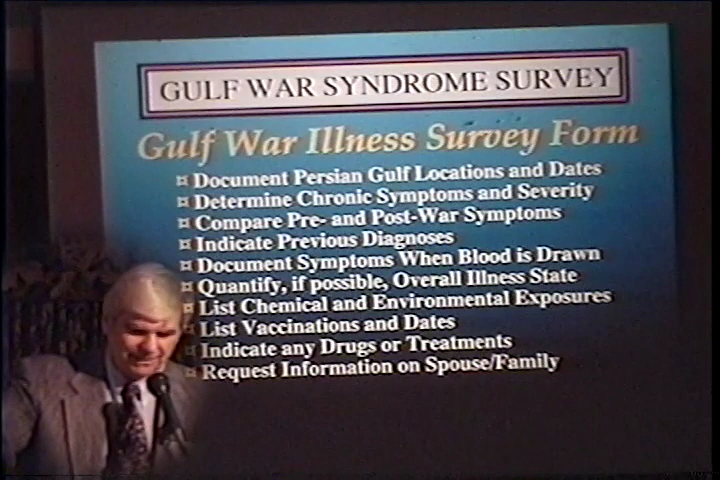 GULF WAR SYNDROME SURVEY
Gulf War Illness Survey Form
¤ Document Persian Gulf Locations and Dates
¤ Determine Chronic Symptoms and Severity
¤ Compare Pre- and Post-War Symptoms
¤ Indicate Previous Diagnoses
¤ Document Symptoms When Blood is Drawn
¤ Quantify, if possible, Overall Illness State
¤ List Chemical and Environmental Exposures
¤ List Vaccinations and Dates
¤ Indicate any Drugs or Treatments
¤ Request Information on Spouse/Family